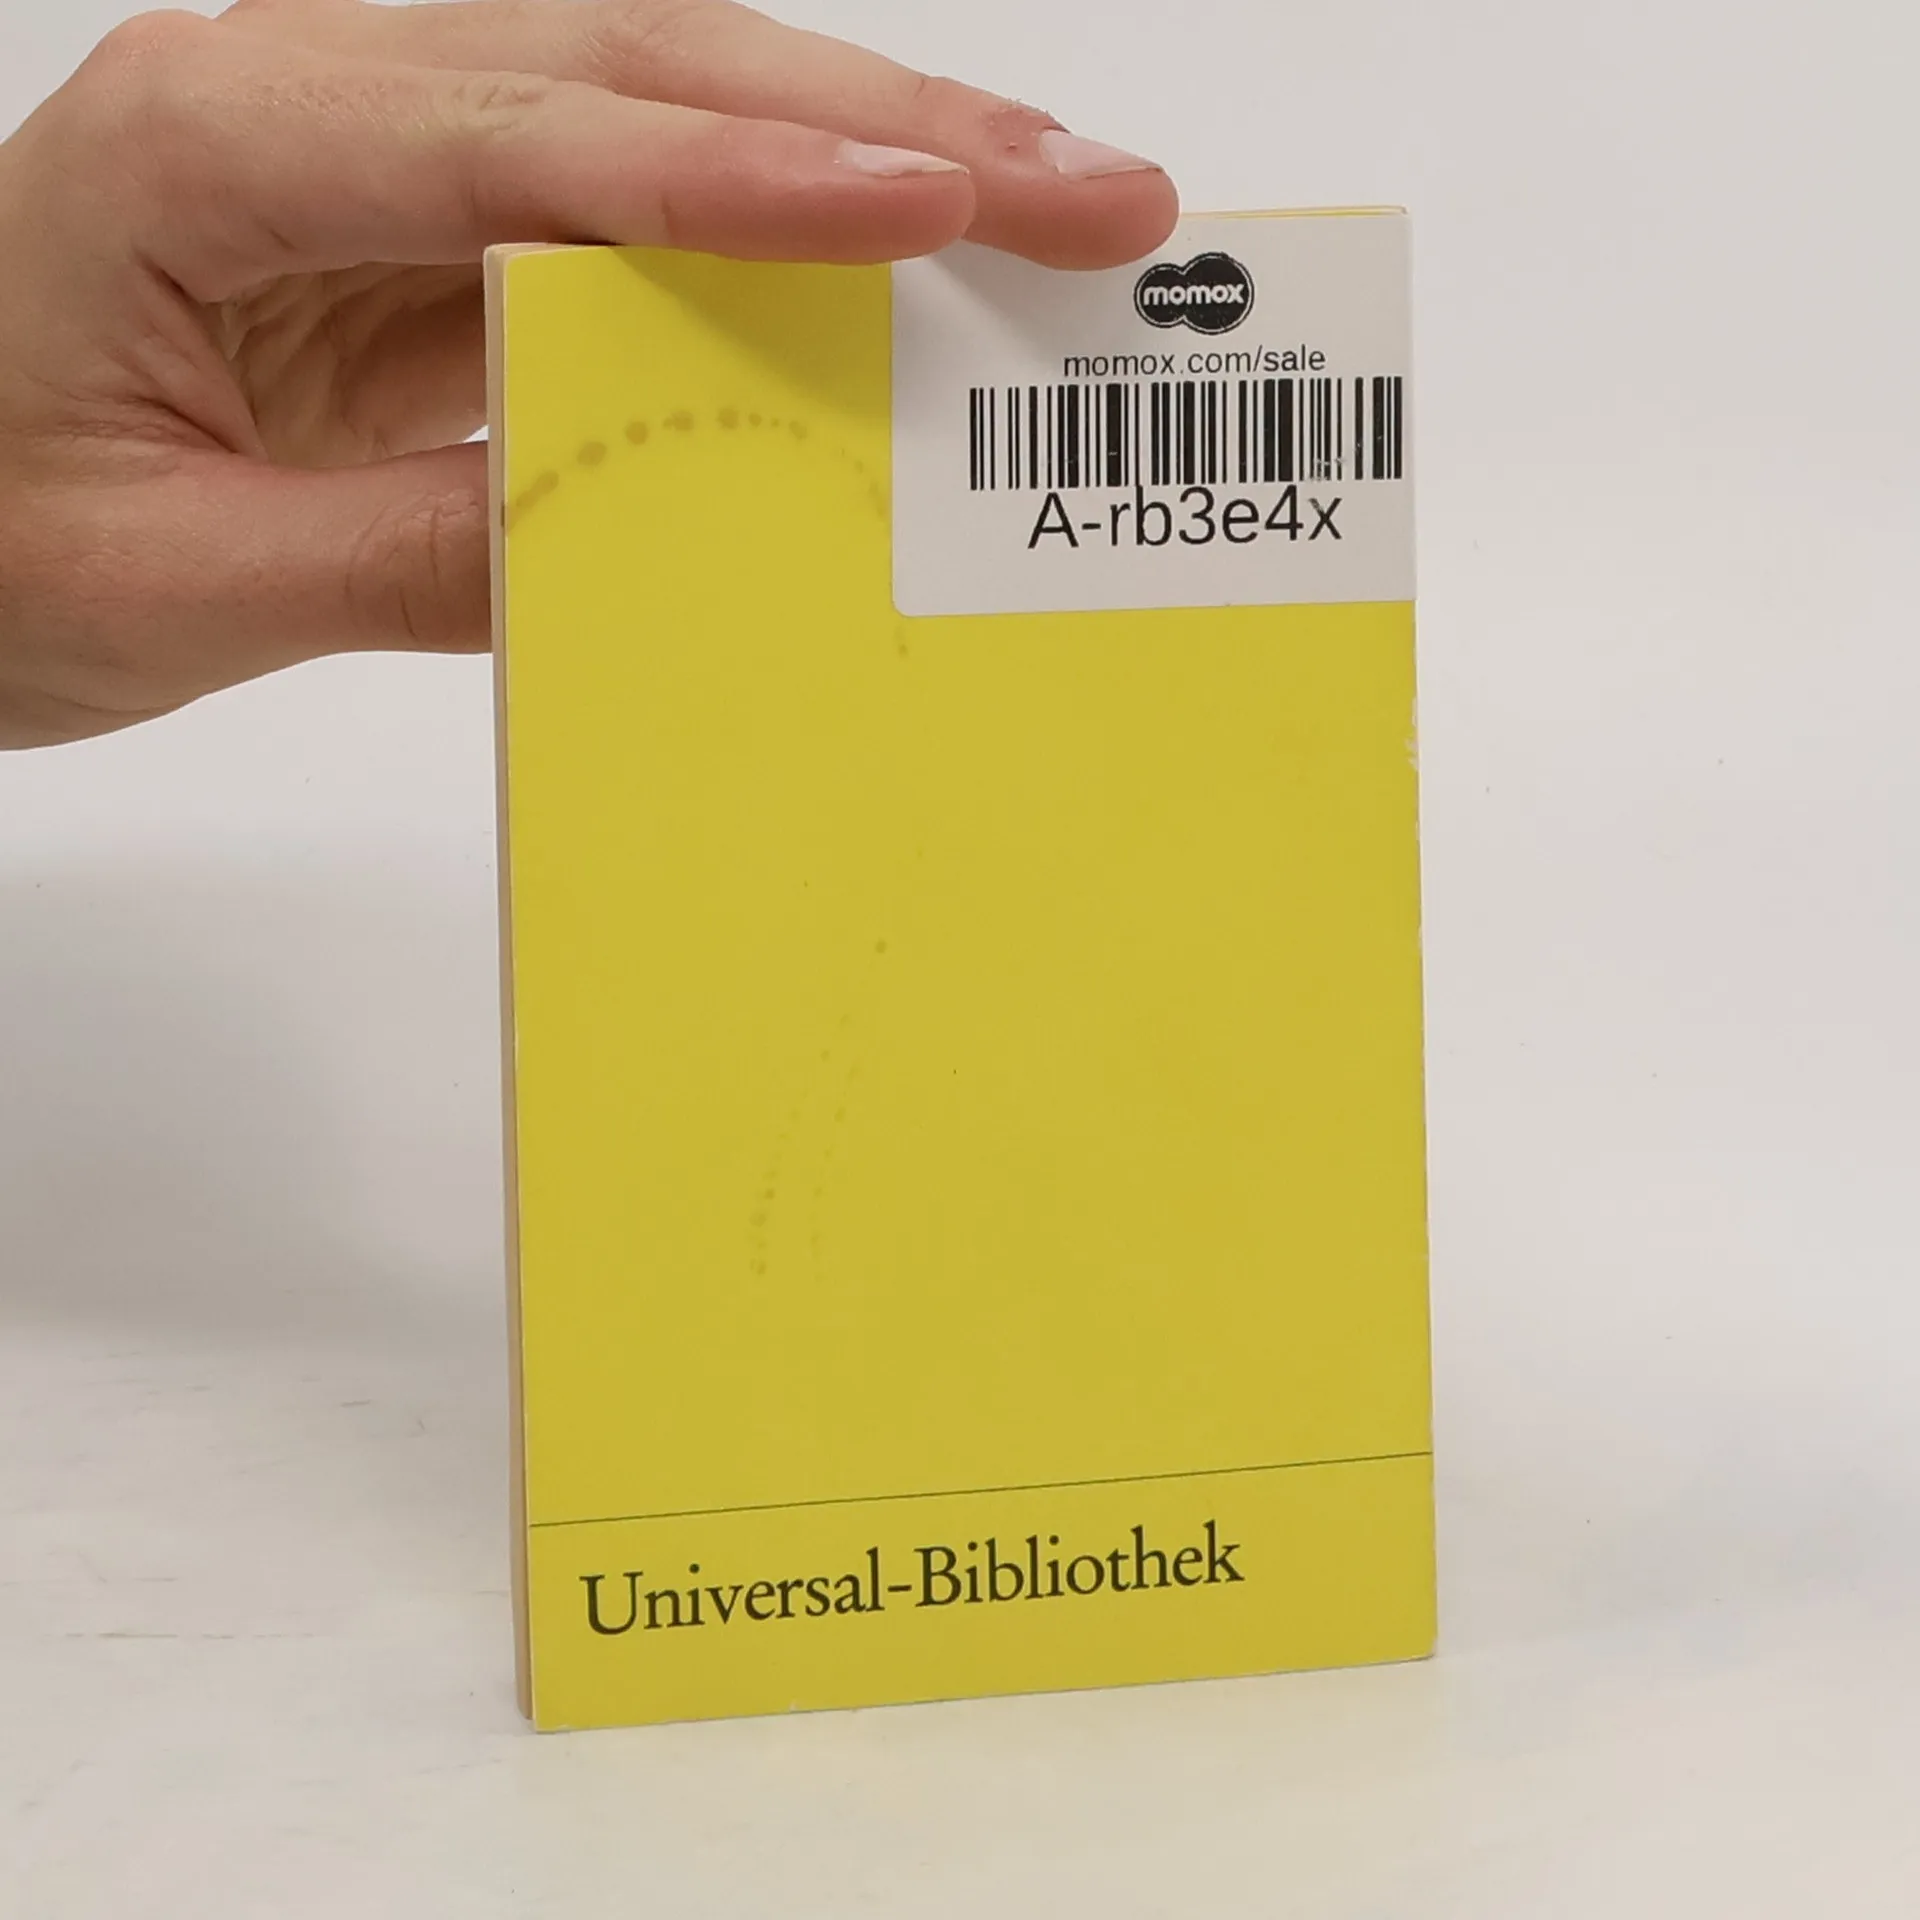 momox
momox.com/sale
A-rb3e4x
Universal-Bibliothek